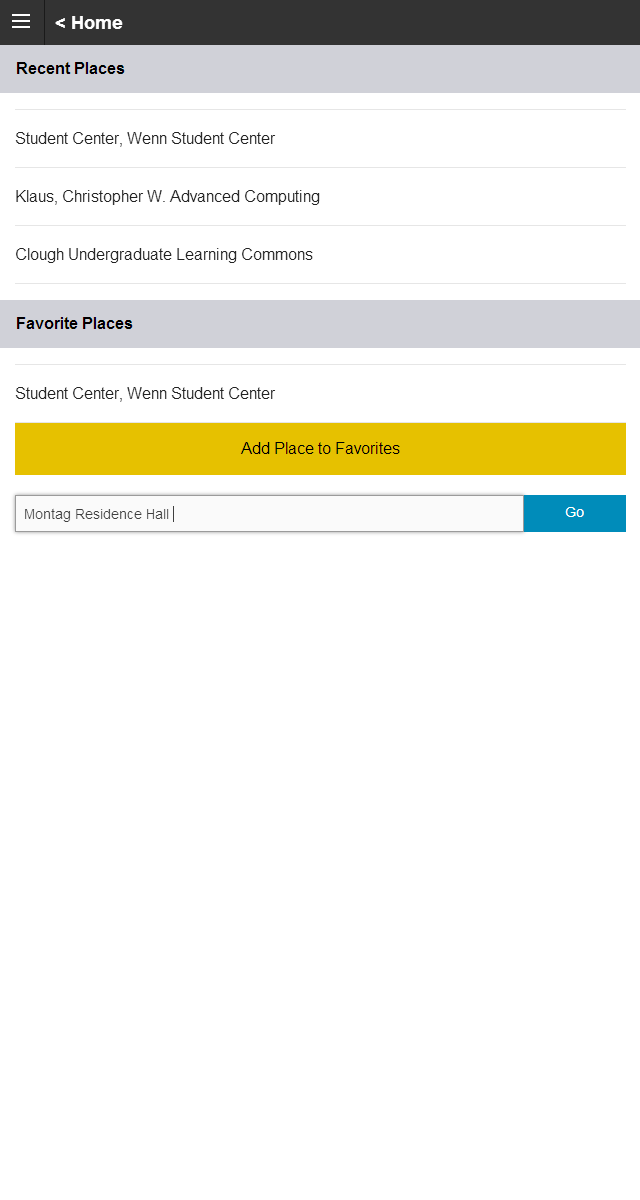 < Home
Recent Places
Student Center, Wenn Student Center
Klaus, Christopher W. Advanced Computing
Clough Undergraduate Learning Commons
Favorite Places
Student Center, Wenn Student Center
Add Place to Favorites
Montag Residence Hall
Go